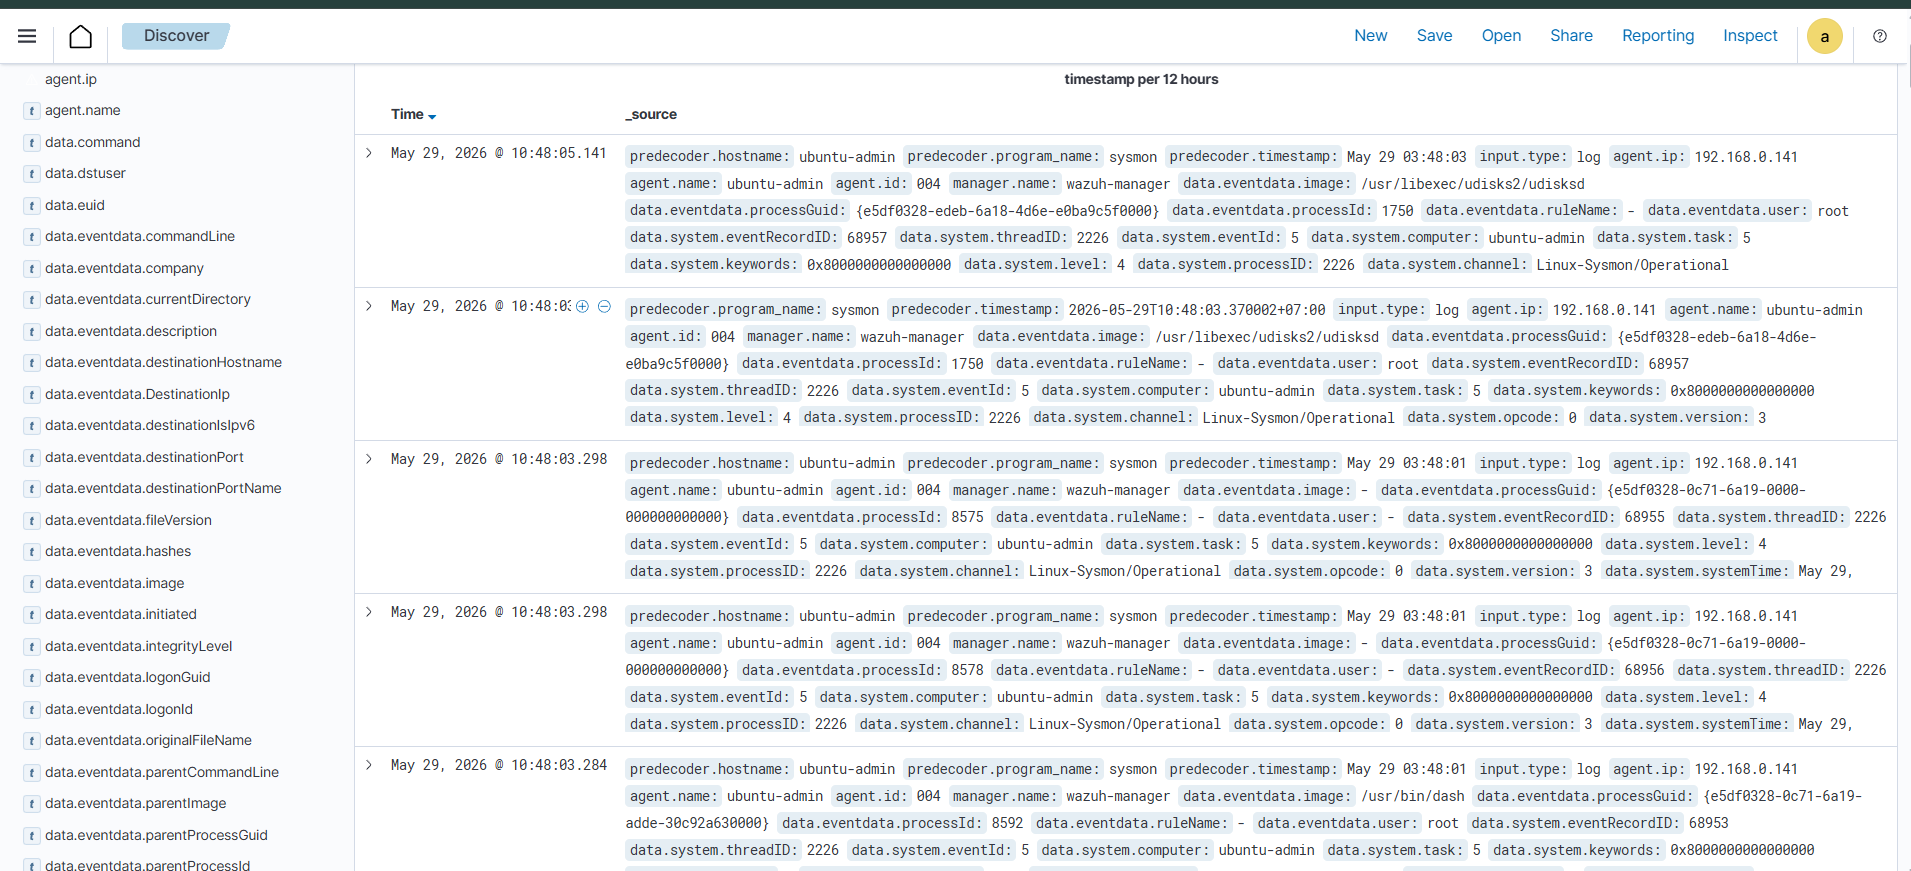 Discover
New Save Open Share Reporting Inspect a
agent.ip
t agent.name
t data.command
t data.dstuser
t data.euid
t data.eventdata.commandLine
t data.eventdata.company
t data.eventdata.currentDirectory
t data.eventdata.description
t data.eventdata.destinationHostname
t data.eventdata.DestinationIp
t data.eventdata.destinationIsIpv6
t data.eventdata.destinationPort
t data.eventdata.destinationPortName
t data.eventdata.fileVersion
t data.eventdata.hashes
t data.eventdata.image
t data.eventdata.initiated
t data.eventdata.integrityLevel
t data.eventdata.logonGuid
t data.eventdata.logonId
t data.eventdata.originalFileName
t data.eventdata.parentCommandLine
t data.eventdata.parentImage
t data.eventdata.parentProcessGuid
data.eventdata.parentProcessId
timestamp per 12 hours
Time _source
May 29, 2026 @ 10:48:05.141
predecoder.hostname: ubuntu-admin predecoder.program_name: sysmon predecoder.timestamp: May 29 03:48:03 input.type: log agent.ip: 192.168.0.141
agent.name: ubuntu-admin agent.id: 004 manager.name: wazuh-manager data.eventdata.image: /usr/libexec/udisks2/udisksd
data.eventdata.processGuid: {e5df0328-edeb-6a18-4d6e-e0ba9c5f0000} data.eventdata.processId: 1750 data.eventdata.ruleName: - data.eventdata.user: root
data.system.eventRecordID: 68957 data.system.threadID: 2226 data.system.eventId: 5 data.system.computer: ubuntu-admin data.system.task: 5
data.system.keywords: 0x8000000000000000 data.system.level: 4 data.system.processID: 2226 data.system.channel: Linux-Sysmon/Operational
May 29, 2026 @ 10:48:03
predecoder.program_name: sysmon predecoder.timestamp: 2026-05-29T10:48:03.370002+07:00 input.type: log agent.ip: 192.168.0.141 agent.name: ubuntu-admin
agent.id: 004 manager.name: wazuh-manager data.eventdata.image: /usr/libexec/udisks2/udisksd data.eventdata.processGuid: {e5df0328-edeb-6a18-4d6e-
e0ba9c5f0000} data.eventdata.processId: 1750 data.eventdata.ruleName: - data.eventdata.user: root data.system.eventRecordID: 68957
data.system.threadID: 2226 data.system.eventId: 5 data.system.computer: ubuntu-admin data.system.task: 5 data.system.keywords: 0x8000000000000000
data.system.level: 4 data.system.processID: 2226 data.system.channel: Linux-Sysmon/Operational data.system.opcode: 0 data.system.version: 3
May 29, 2026 @ 10:48:03.298
predecoder.hostname: ubuntu-admin predecoder.program_name: sysmon predecoder.timestamp: May 29 03:48:01 input.type: log agent.ip: 192.168.0.141
agent.name: ubuntu-admin agent.id: 004 manager.name: wazuh-manager data.eventdata.image: - data.eventdata.processGuid: {e5df0328-0c71-6a19-0000-
000000000000} data.eventdata.processId: 8575 data.eventdata.ruleName: - data.eventdata.user: - data.system.eventRecordID: 68955 data.system.threadID: 2226
data.system.eventId: 5 data.system.computer: ubuntu-admin data.system.task: 5 data.system.keywords: 0x8000000000000000 data.system.level: 4
data.system.processID: 2226 data.system.channel: Linux-Sysmon/Operational data.system.opcode: 0 data.system.version: 3 data.system.systemTime: May 29,
May 29, 2026 @ 10:48:03.298
predecoder.hostname: ubuntu-admin predecoder.program_name: sysmon predecoder.timestamp: May 29 03:48:01 input.type: log agent.ip: 192.168.0.141
agent.name: ubuntu-admin agent.id: 004 manager.name: wazuh-manager data.eventdata.image: - data.eventdata.processGuid: {e5df0328-0c71-6a19-0000-
000000000000} data.eventdata.processId: 8578 data.eventdata.ruleName: - data.eventdata.user: - data.system.eventRecordID: 68956 data.system.threadID: 2226
data.system.eventId: 5 data.system.computer: ubuntu-admin data.system.task: 5 data.system.keywords: 0x8000000000000000 data.system.level: 4
data.system.processID: 2226 data.system.channel: Linux-Sysmon/Operational data.system.opcode: 0 data.system.version: 3 data.system.systemTime: May 29,
May 29, 2026 @ 10:48:03.284
predecoder.hostname: ubuntu-admin predecoder.program_name: sysmon predecoder.timestamp: May 29 03:48:01 input.type: log agent.ip: 192.168.0.141
agent.name: ubuntu-admin agent.id: 004 manager.name: wazuh-manager data.eventdata.image: /usr/bin/dash data.eventdata.processGuid: {e5df0328-0c71-6a19-
adde-30c92a630000} data.eventdata.processId: 8592 data.eventdata.ruleName: - data.eventdata.user: root data.system.eventRecordID: 68953
data.system.threadID: 2226 data.system.eventId: 5 data.system.computer: ubuntu-admin data.system.task: 5 data.system.keywords: 0x8000000000000000